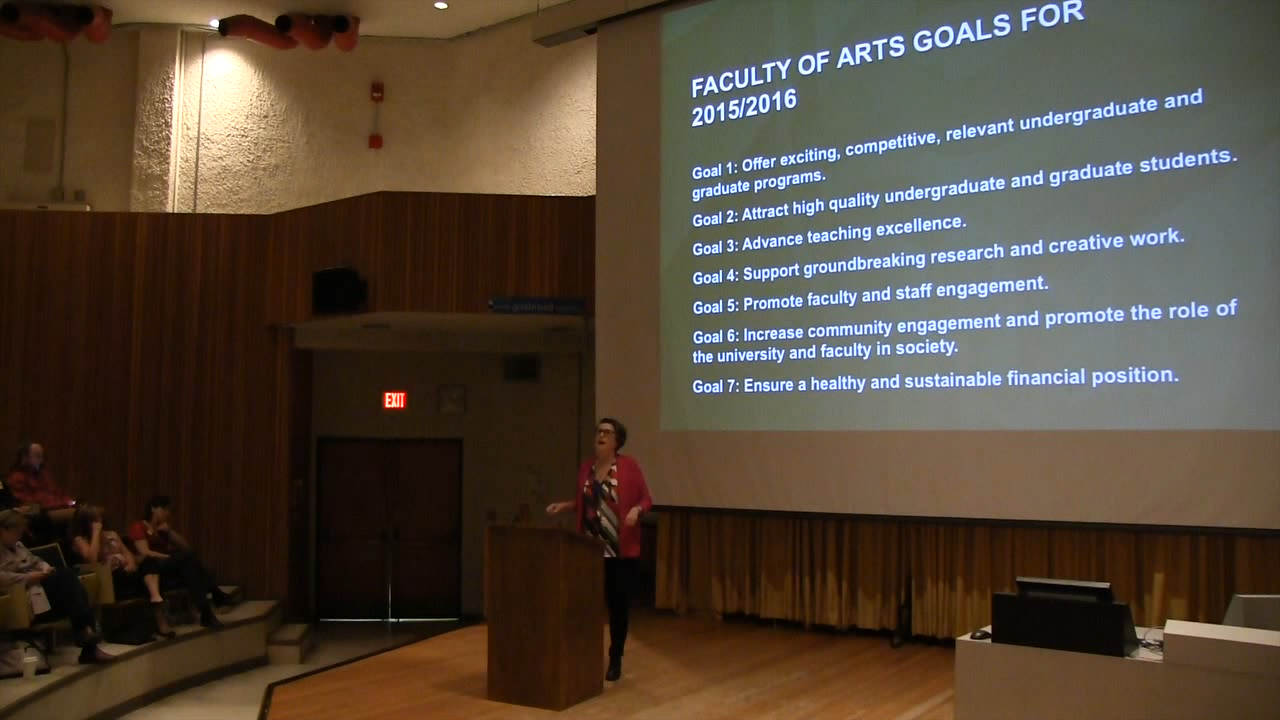 FACULTY OF ARTS GOALS FOR
2015/2016
Goal 1: Offer exciting, competitive, relevant undergraduate and
graduate programs.
Goal 2: Attract high quality undergraduate and graduate students.
Goal 3: Advance teaching excellence.
Goal 4: Support groundbreaking research and creative work.
Goal 5: Promote faculty and staff engagement.
Goal 6: Increase community engagement and promote the role of
the university and faculty in society.
Goal 7: Ensure a healthy and sustainable financial position.
EXIT